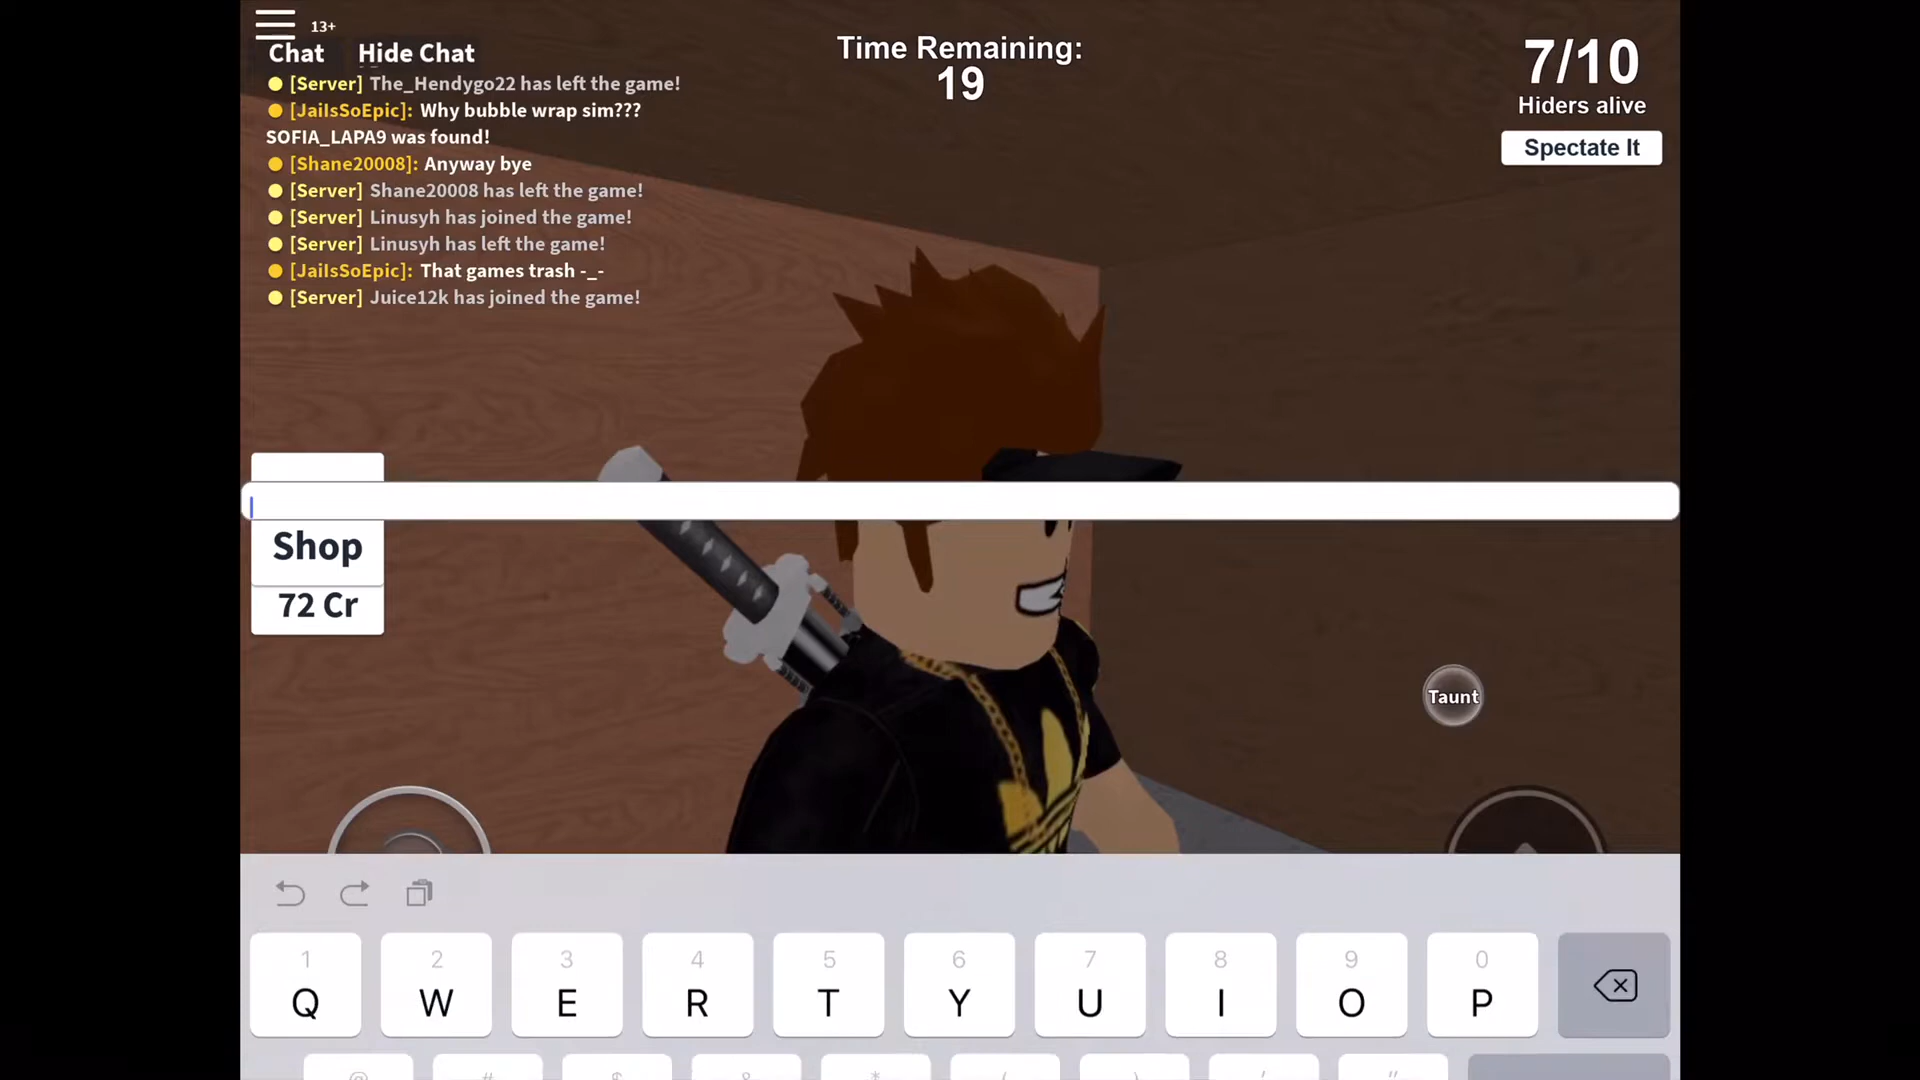 13+
Chat Hide Chat
[Server] The_Hendygo22 has left the game!
[JaiIsSoEpic]: Why bubble wrap sim???
SOFIA_LAPA9 was found!
[Shane20008]: Anyway bye
[Server] Shane20008 has left the game!
[Server] Linusyh has joined the game!
[Server] Linusyh has left the game!
[JaiIsSoEpic]: That games trash -_-
[Server] Juice12k has joined the game!
Time Remaining:
19
7/10
Hiders alive
Spectate It
Shop
72 Cr
Taunt
1 2 3 4 5 6 7 8 9 0
Q W E R T Y U I O P